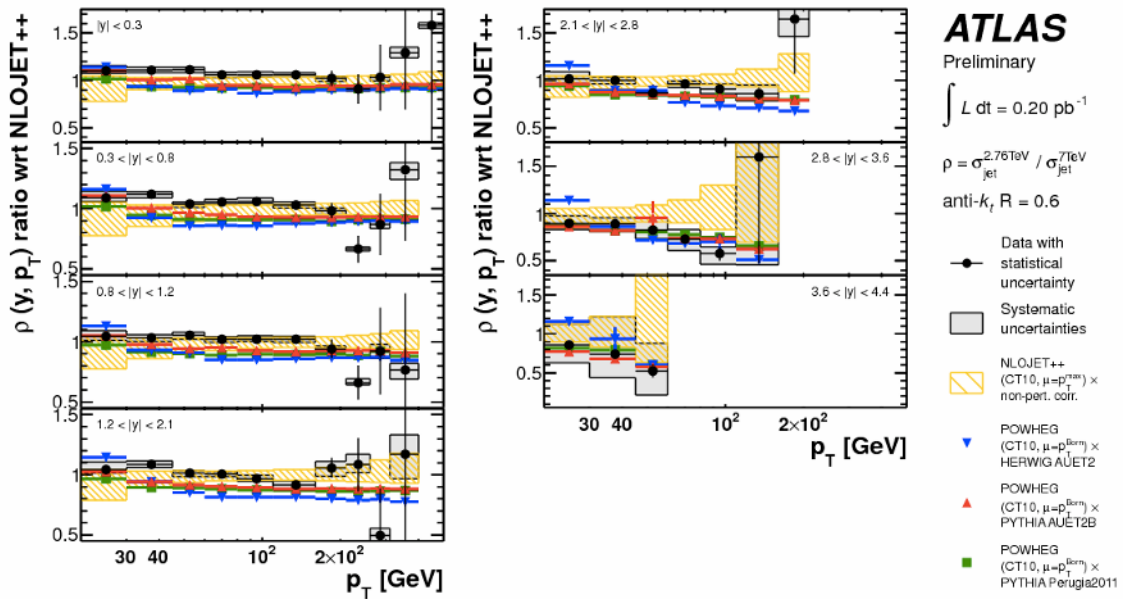 ρ (y, p_T) ratio wrt NLOJET++
|y| < 0.3
1.5
1
0.5
0.3 < |y| < 0.8
1.5
1
0.5
0.8 < |y| < 1.2
1.5
1
0.5
1.2 < |y| < 2.1
1.5
1
0.5
30 40 10² 2×10²
p_T [GeV]
ρ (y, p_T) ratio wrt NLOJET++
2.1 < |y| < 2.8
1.5
1
0.5
2.8 < |y| < 3.6
1.5
1
0.5
3.6 < |y| < 4.4
1.5
1
0.5
30 40 10² 2×10²
p_T [GeV]
ATLAS
Preliminary
∫ L dt = 0.20 pb⁻¹
ρ = σ_jet^2.76TeV / σ_jet^7TeV
anti-k_t R = 0.6
Data with
statistical
uncertainty
Systematic
uncertainties
NLOJET++
(CT10, μ=p_T^max) ×
non-pert. corr.
POWHEG
(CT10, μ=p_T^Born) ×
HERWIG AUET2
POWHEG
(CT10, μ=p_T^Born) ×
PYTHIA AUET2B
POWHEG
(CT10, μ=p_T^Born) ×
PYTHIA Perugia2011